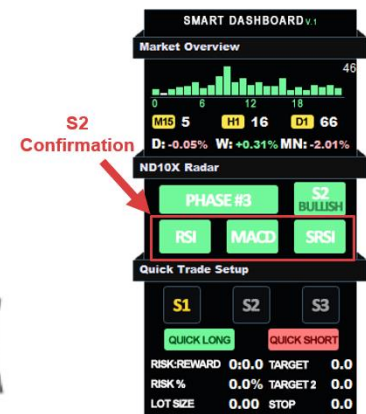 SMART DASHBOARD V.1
Market Overview
46
0 6 12 18
M15 5 H1 16 D1 66
D: -0.05% W: +0.31% MN: -2.01%
S2
Confirmation
ND10X Radar
PHASE #3 S2
BULLISH
RSI MACD SRSI
Quick Trade Setup
S1 S2 S3
QUICK LONG QUICK SHORT
RISK:REWARD 0:0.0 TARGET 0.0
RISK % 0.0% TARGET 2 0.0
LOT SIZE 0.00 STOP 0.0